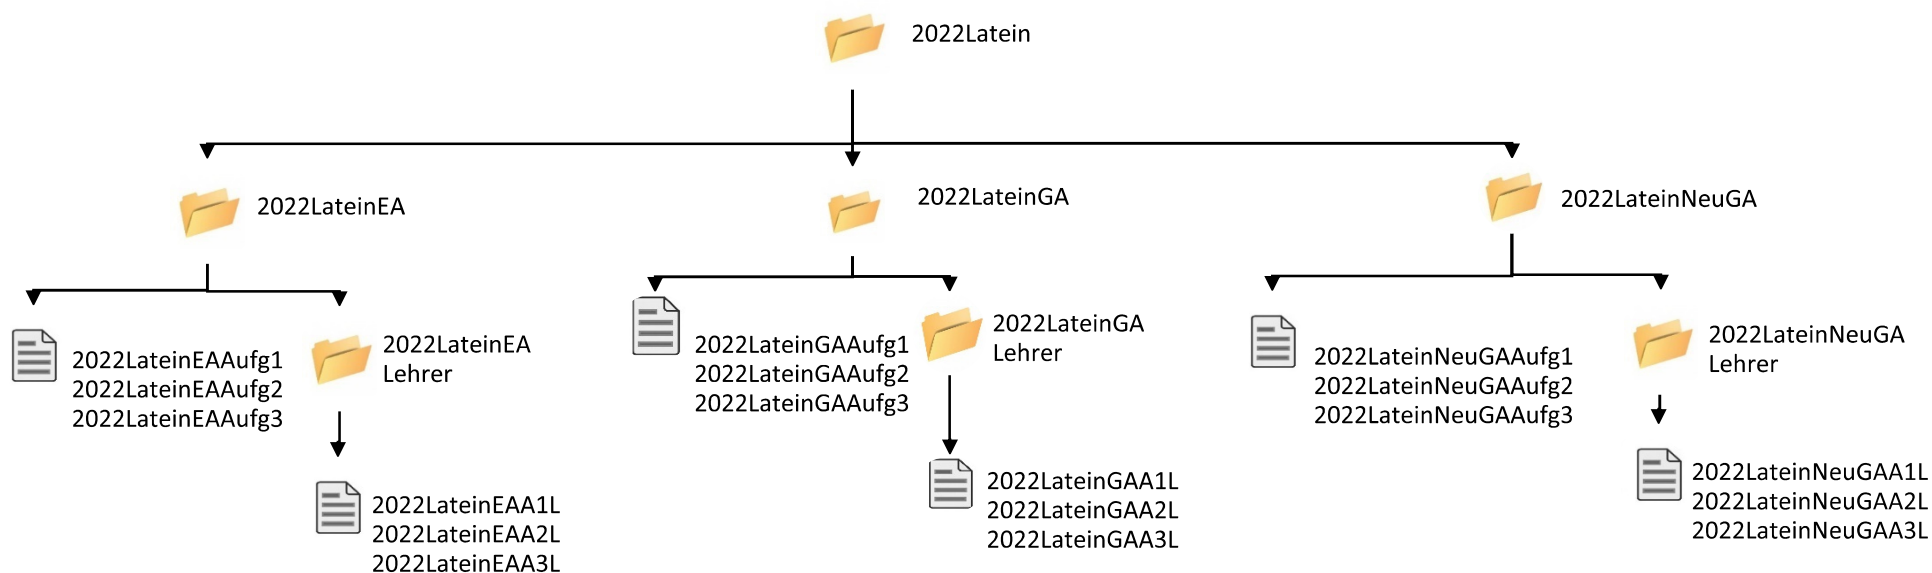 2022Latein
2022LateinEA
2022LateinGA
2022LateinNeuGA
2022LateinEAAufg1
2022LateinEAAufg2
2022LateinEAAufg3
2022LateinEA
Lehrer
2022LateinGAAufg1
2022LateinGAAufg2
2022LateinGAAufg3
2022LateinGA
Lehrer
2022LateinNeuGAAufg1
2022LateinNeuGAAufg2
2022LateinNeuGAAufg3
2022LateinNeuGA
Lehrer
2022LateinEAA1L
2022LateinEAA2L
2022LateinEAA3L
2022LateinGAA1L
2022LateinGAA2L
2022LateinGAA3L
2022LateinNeuGAA1L
2022LateinNeuGAA2L
2022LateinNeuGAA3L